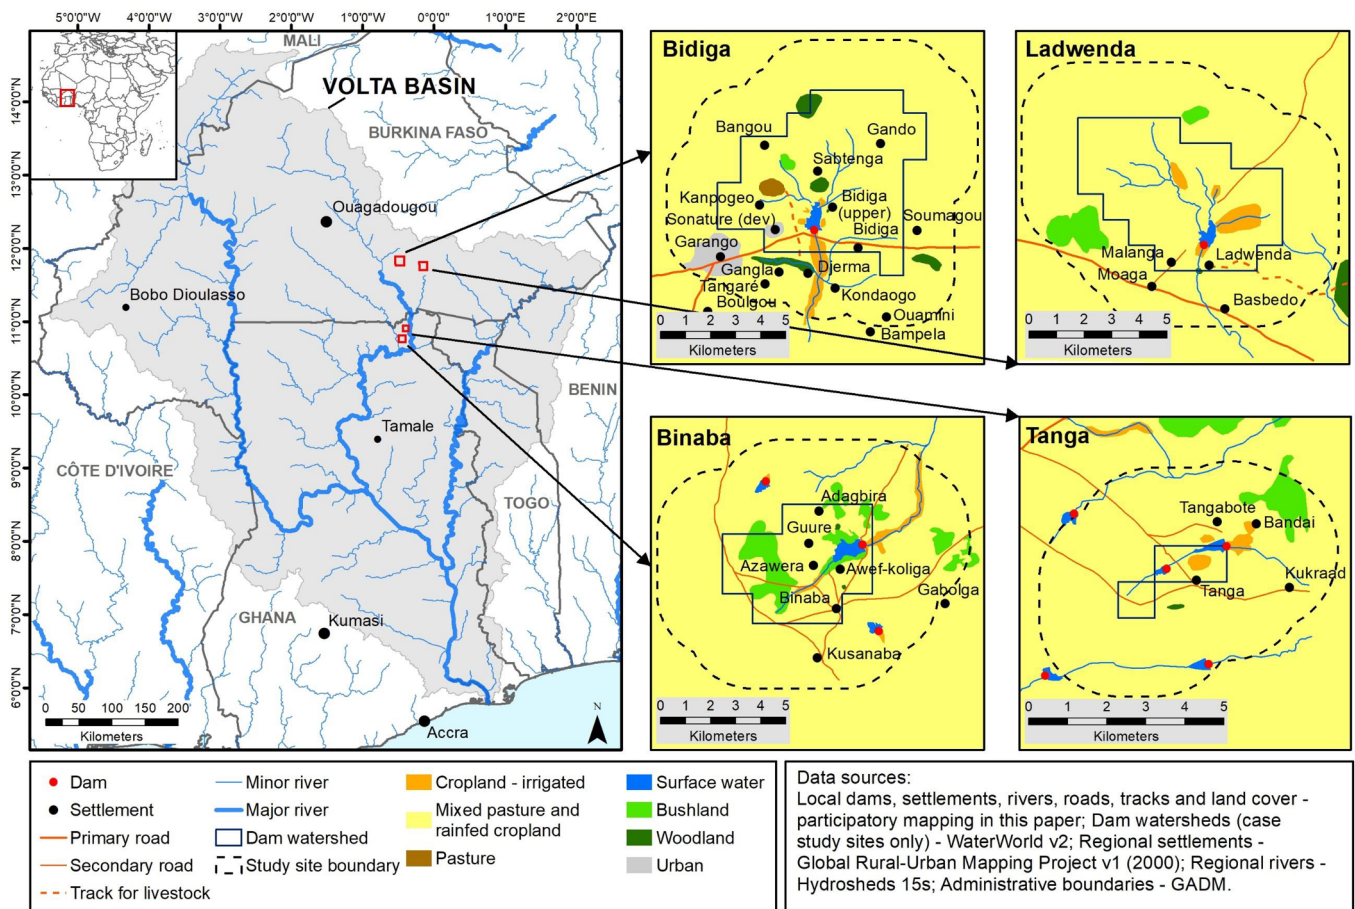 5°0'0"W 4°0'0"W 3°0'0"W 2°0'0"W 1°0'0"W 0°0'0" 1°0'0"E 2°0'0"E
14°0'0"N
13°0'0"N
12°0'0"N
11°0'0"N
10°0'0"N
9°0'0"N
8°0'0"N
7°0'0"N
6°0'0"N
MALI
VOLTA BASIN
BURKINA FASO
Ouagadougou
Bobo Dioulasso
BENIN
Tamale
CÔTE D'IVOIRE
TOGO
GHANA
Kumasi
Accra
0 50 100 150 200
Kilometers
N
Bidiga
Bangou
Gando
Sabtenga
Kanpogeo
Bidiga
(upper)
Sonature (dev)
Soumagou
Bidiga
Garango
Gangla
Djerma
Tangaré
Kondaogo
Boulgou
Ouamini
Bampela
0 1 2 3 4 5
Kilometers
Ladwenda
Malanga
Ladwenda
Moaga
Basbedo
0 1 2 3 4 5
Kilometers
Binaba
Adagbira
Guure
Azawera
Awef-koliga
Binaba
Gabolga
Kusanaba
0 1 2 3 4 5
Kilometers
Tanga
Tangabote
Bandai
Kukraad
Tanga
0 1 2 3 4 5
Kilometers
Dam
Settlement
Primary road
Secondary road
Track for livestock
Minor river
Major river
Dam watershed
Study site boundary
Cropland - irrigated
Mixed pasture and
rainfed cropland
Pasture
Surface water
Bushland
Woodland
Urban
Data sources:
Local dams, settlements, rivers, roads, tracks and land cover -
participatory mapping in this paper; Dam watersheds (case
study sites only) - WaterWorld v2; Regional settlements -
Global Rural-Urban Mapping Project v1 (2000); Regional rivers -
Hydrosheds 15s; Administrative boundaries - GADM.